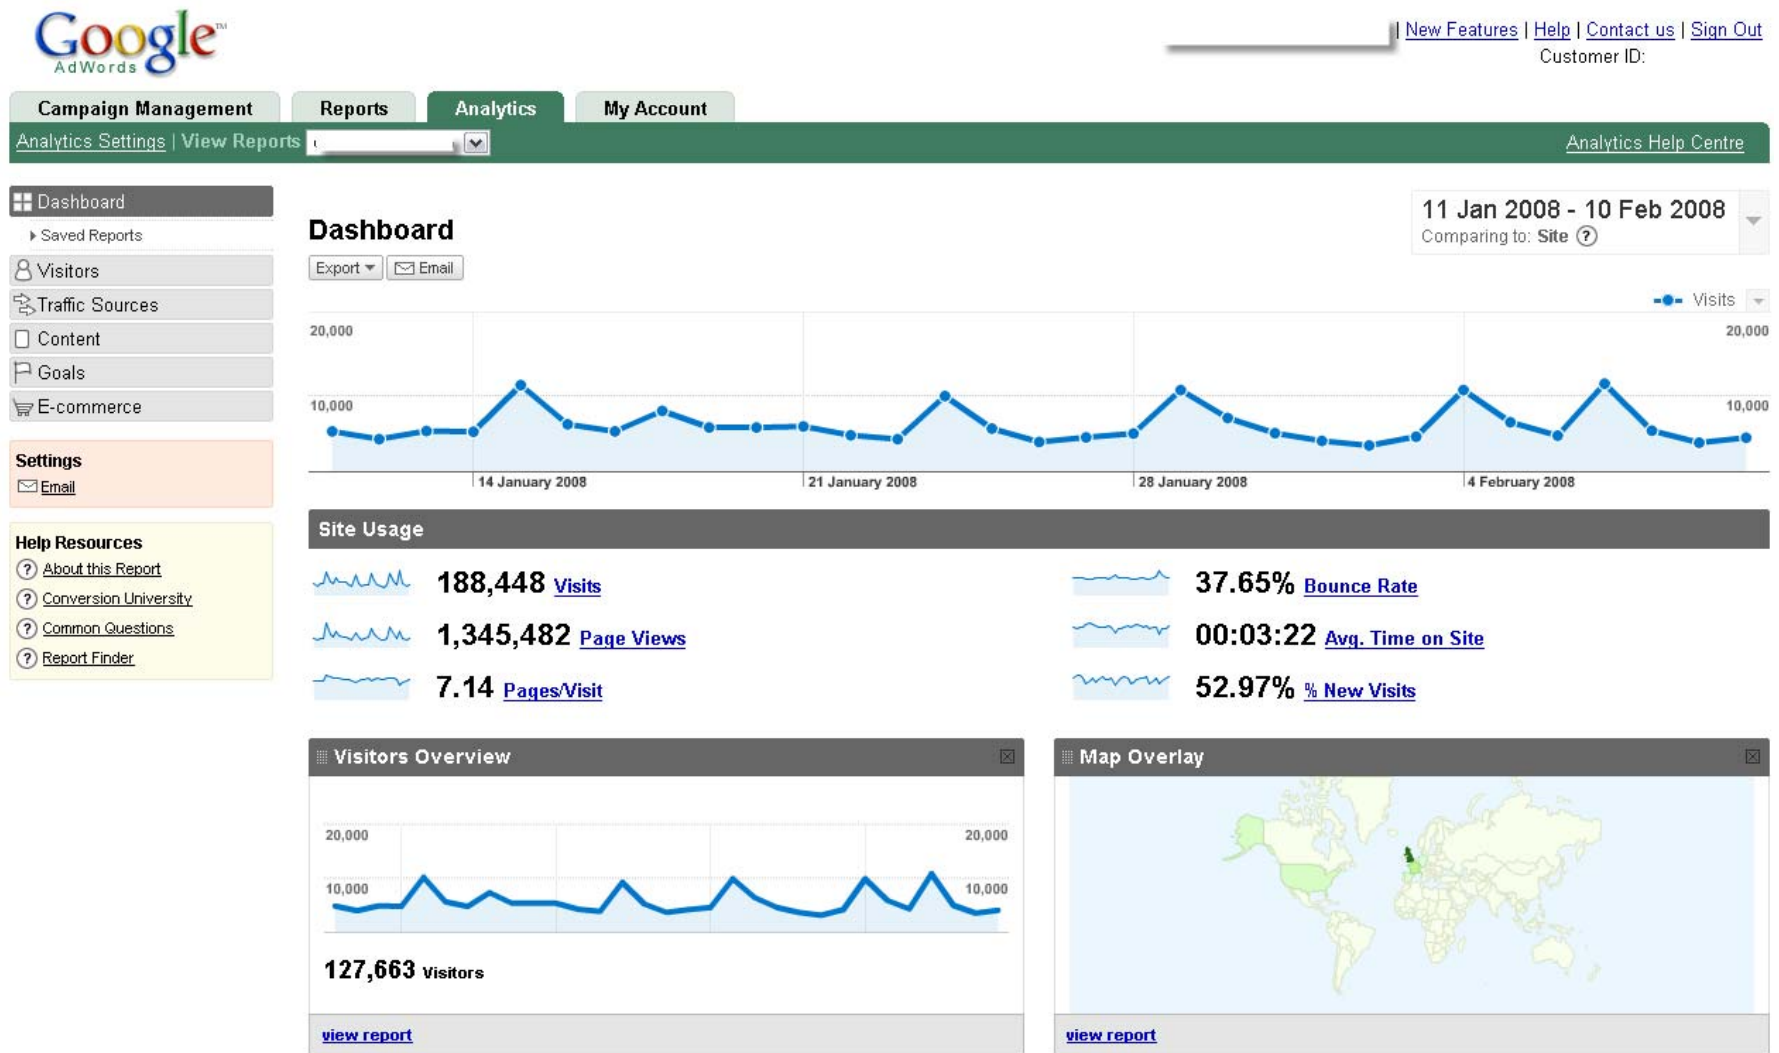 Google™
AdWords
| New Features | Help | Contact us | Sign Out
Customer ID:
Campaign Management
Reports
Analytics
My Account
Analytics Settings | View Reports
Analytics Help Centre
Dashboard
Saved Reports
Visitors
Traffic Sources
Content
Goals
E-commerce
Settings
Email
Help Resources
About this Report
Conversion University
Common Questions
Report Finder
Dashboard
11 Jan 2008 - 10 Feb 2008
Comparing to: Site ?
Export
Email
Visits
20,000
20,000
10,000
10,000
14 January 2008
21 January 2008
28 January 2008
4 February 2008
Site Usage
188,448 Visits
1,345,482 Page Views
7.14 Pages/Visit
37.65% Bounce Rate
00:03:22 Avg. Time on Site
52.97% % New Visits
Visitors Overview
20,000
20,000
10,000
10,000
127,663 Visitors
view report
Map Overlay
view report